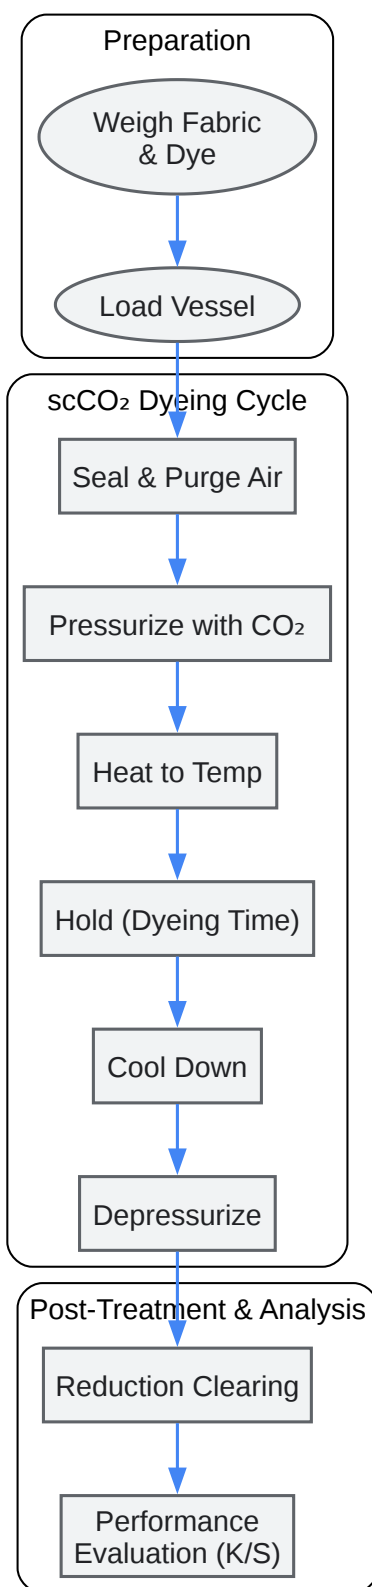 Preparation
Weigh Fabric
& Dye
Load Vessel
scCO₂ Dyeing Cycle
Seal & Purge Air
Pressurize with CO₂
Heat to Temp
Hold (Dyeing Time)
Cool Down
Depressurize
Post-Treatment & Analysis
Reduction Clearing
Performance
Evaluation (K/S)